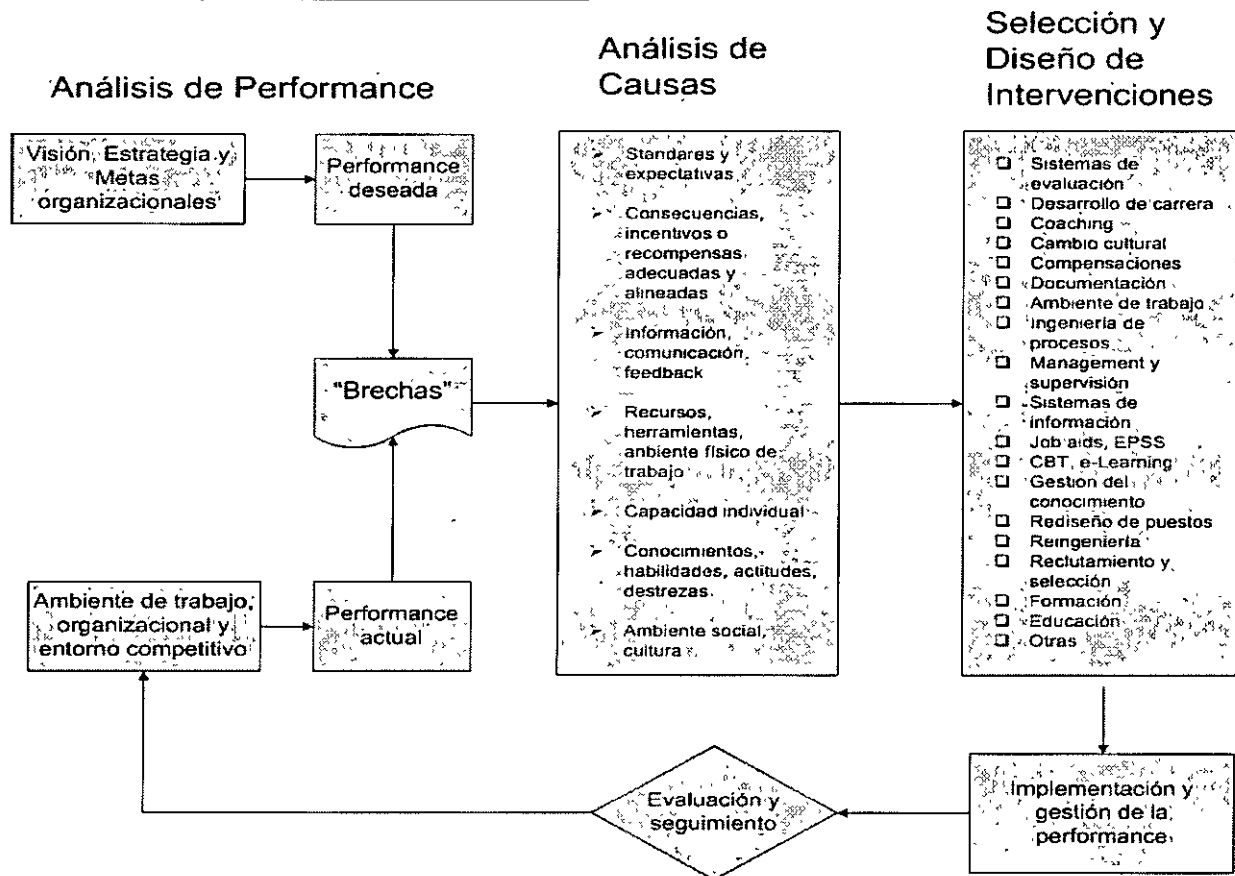 Análisis de Performance
Visión, Estrategia y
Metas
organizacionales
Performance
deseada
"Brechas"
Ambiente de trabajo,
organizacional y
entorno competitivo
Performance
actual
Análisis de
Causas
Standares y
expectativas
Consecuencias,
incentivos o
recompensas
adecuadas y
alineadas
Información,
comunicación,
feedback
Recursos,
herramientas,
anbiente físico de
trabajo
Capacidad individual
Conocimientos,
habilidades, actitudes,
destrezas.
Ambiente social,
cultura
Selección y
Diseño de
Intervenciones
Sistemas de
evaluación
Desarrollo de carrera
Coaching
Cambio cultural
Compensaciones
Documentación
Ambiente de trabajo
Ingeniería de
procesos
Management y
supervisión
Sistemas de
información
Job aids, EPSS
CBT, e-Learning
Gestión del
conocimiento
Rediseño de puestos
Reingeniería
Reclutamiento y
selección
Formación
Educación
Otras
Implementación y
gestión de la
performance
Evaluación y
seguimiento